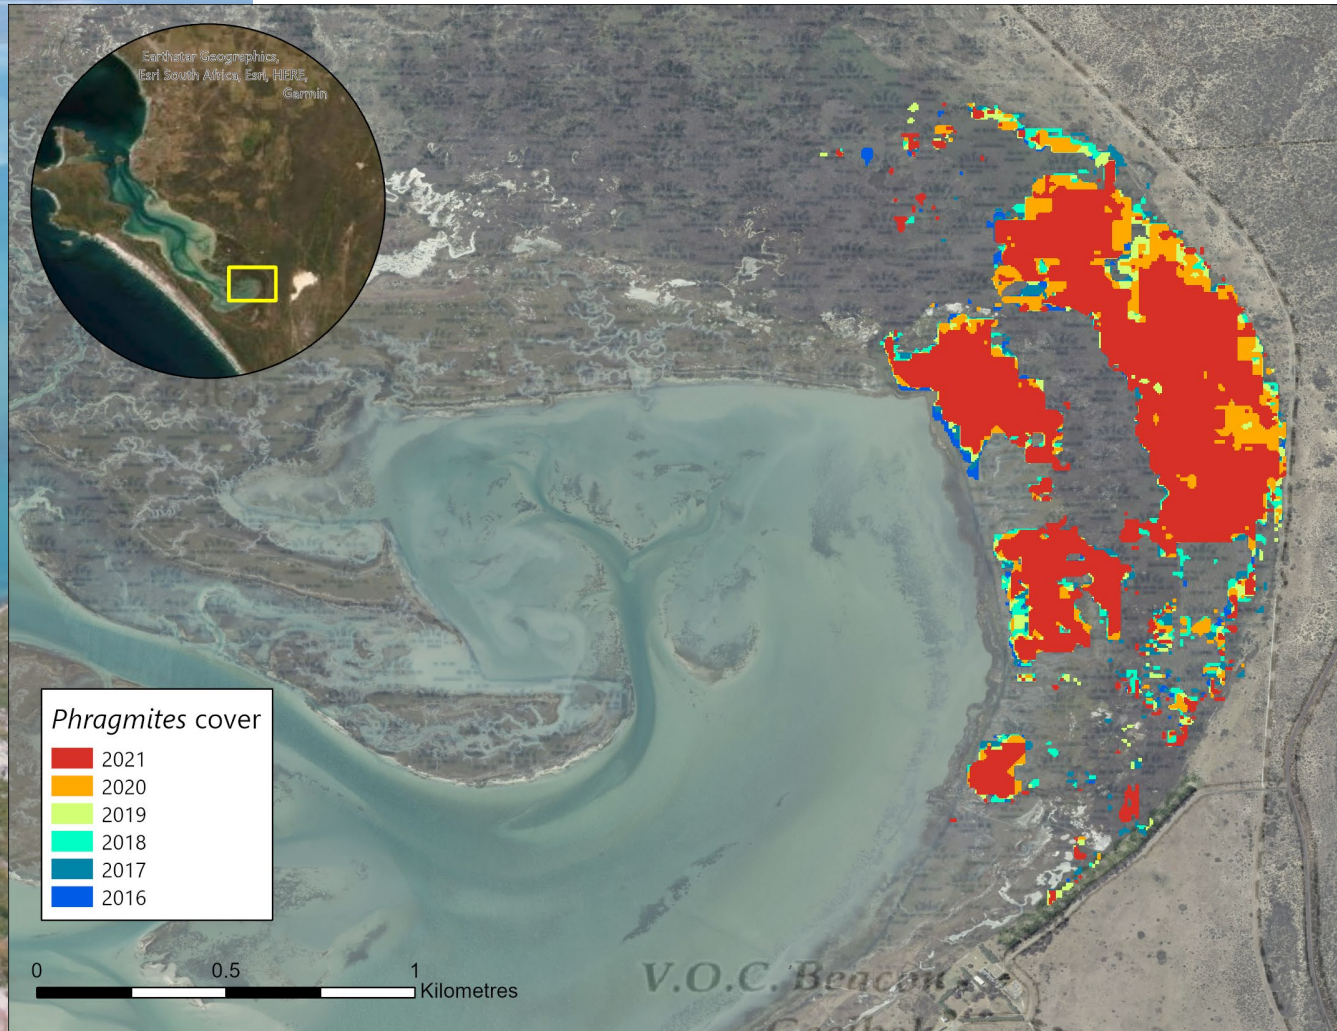 Earthstar Geographics,
Esri South Africa, Esri, HERE,
Garmin
Phragmites cover
2021
2020
2019
2018
2017
2016
0 0.5 1
Kilometres
V.O.C. Beacon